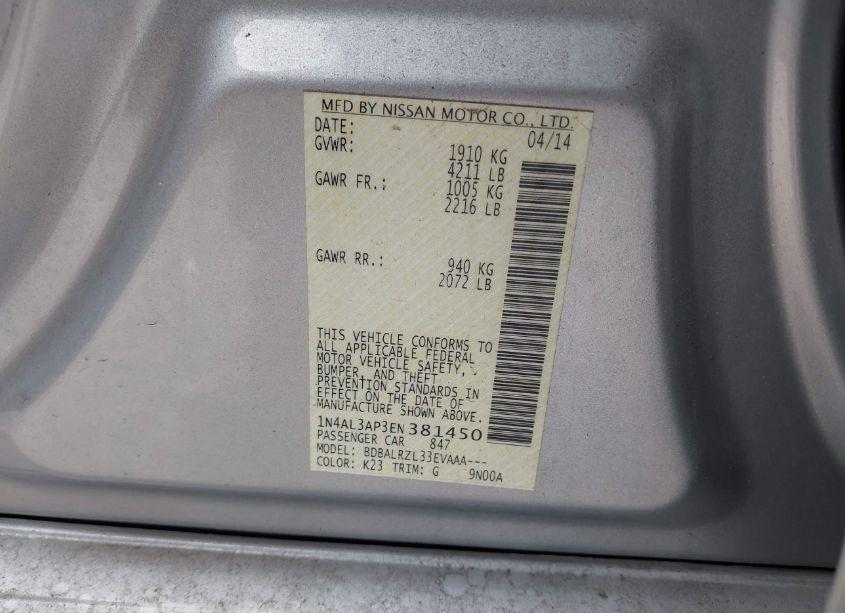 MFD BY NISSAN MOTOR CO., LTD.
DATE: 04/14
GVWR: 1910 KG
4211 LB
GAWR FR.: 1005 KG
2216 LB
GAWR RR.: 940 KG
2072 LB
THIS VEHICLE CONFORMS TO
ALL APPLICABLE FEDERAL
MOTOR VEHICLE SAFETY,
BUMPER, AND THEFT
PREVENTION STANDARDS IN
EFFECT ON THE DATE OF
MANUFACTURE SHOWN ABOVE.
1N4AL3AP3EN381450
PASSENGER CAR 847
MODEL: BDBALRZL33EVAAA---
COLOR: K23 TRIM: G 9N00A